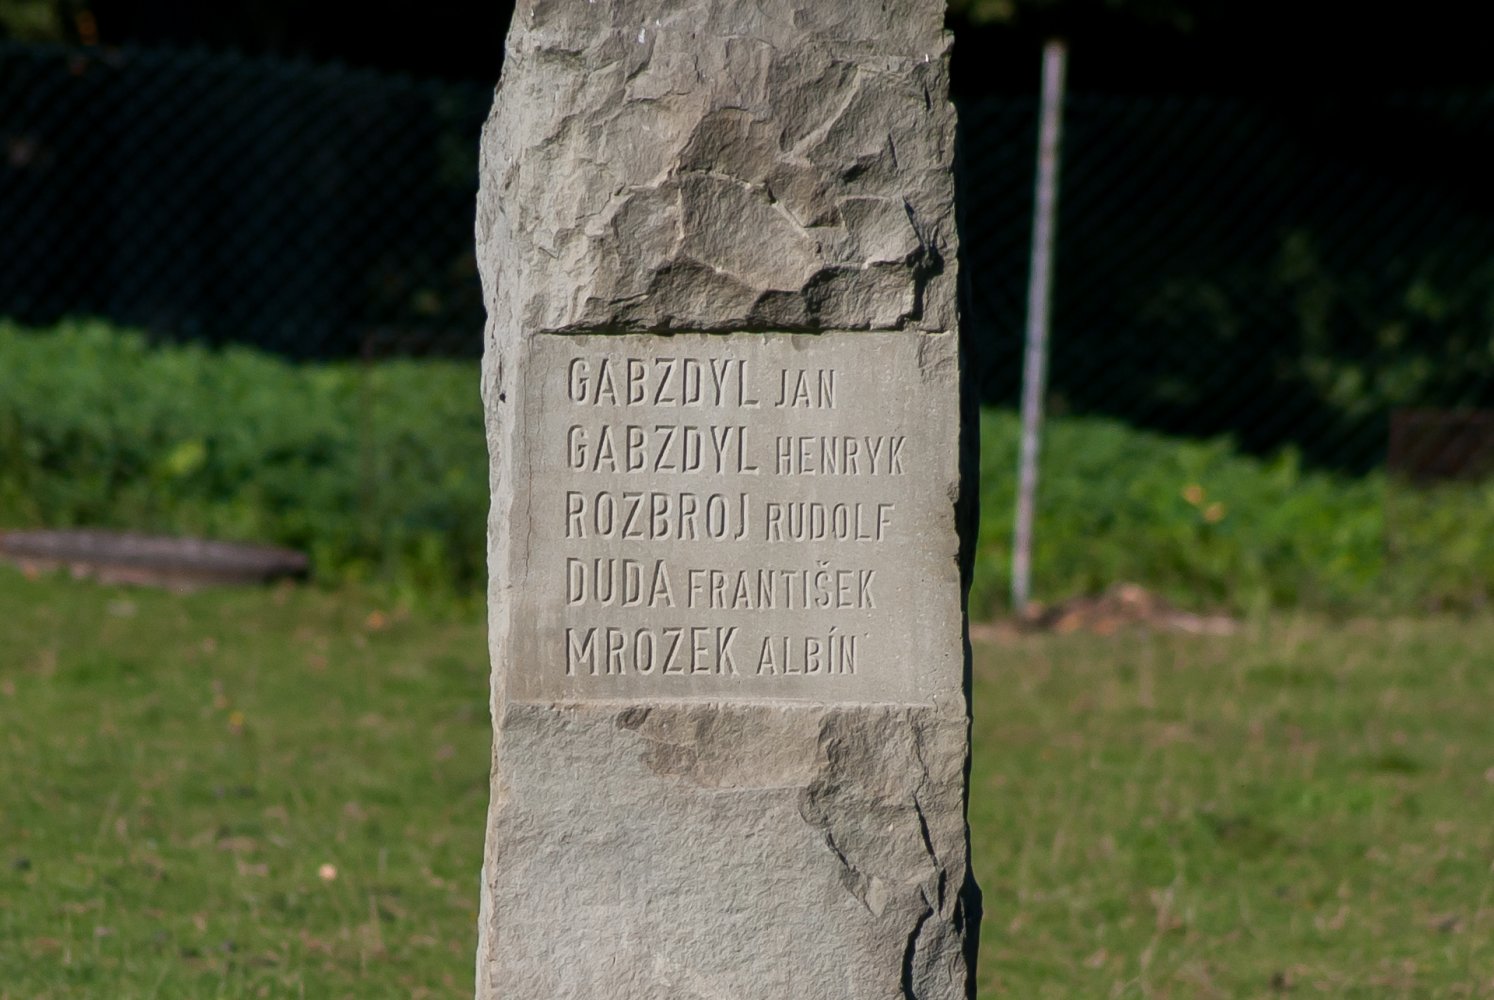 GABZDYL JAN
GABZDYL HENRYK
ROZBROJ RUDOLF
DUDA FRANTIŠEK
MROZEK ALBÍN